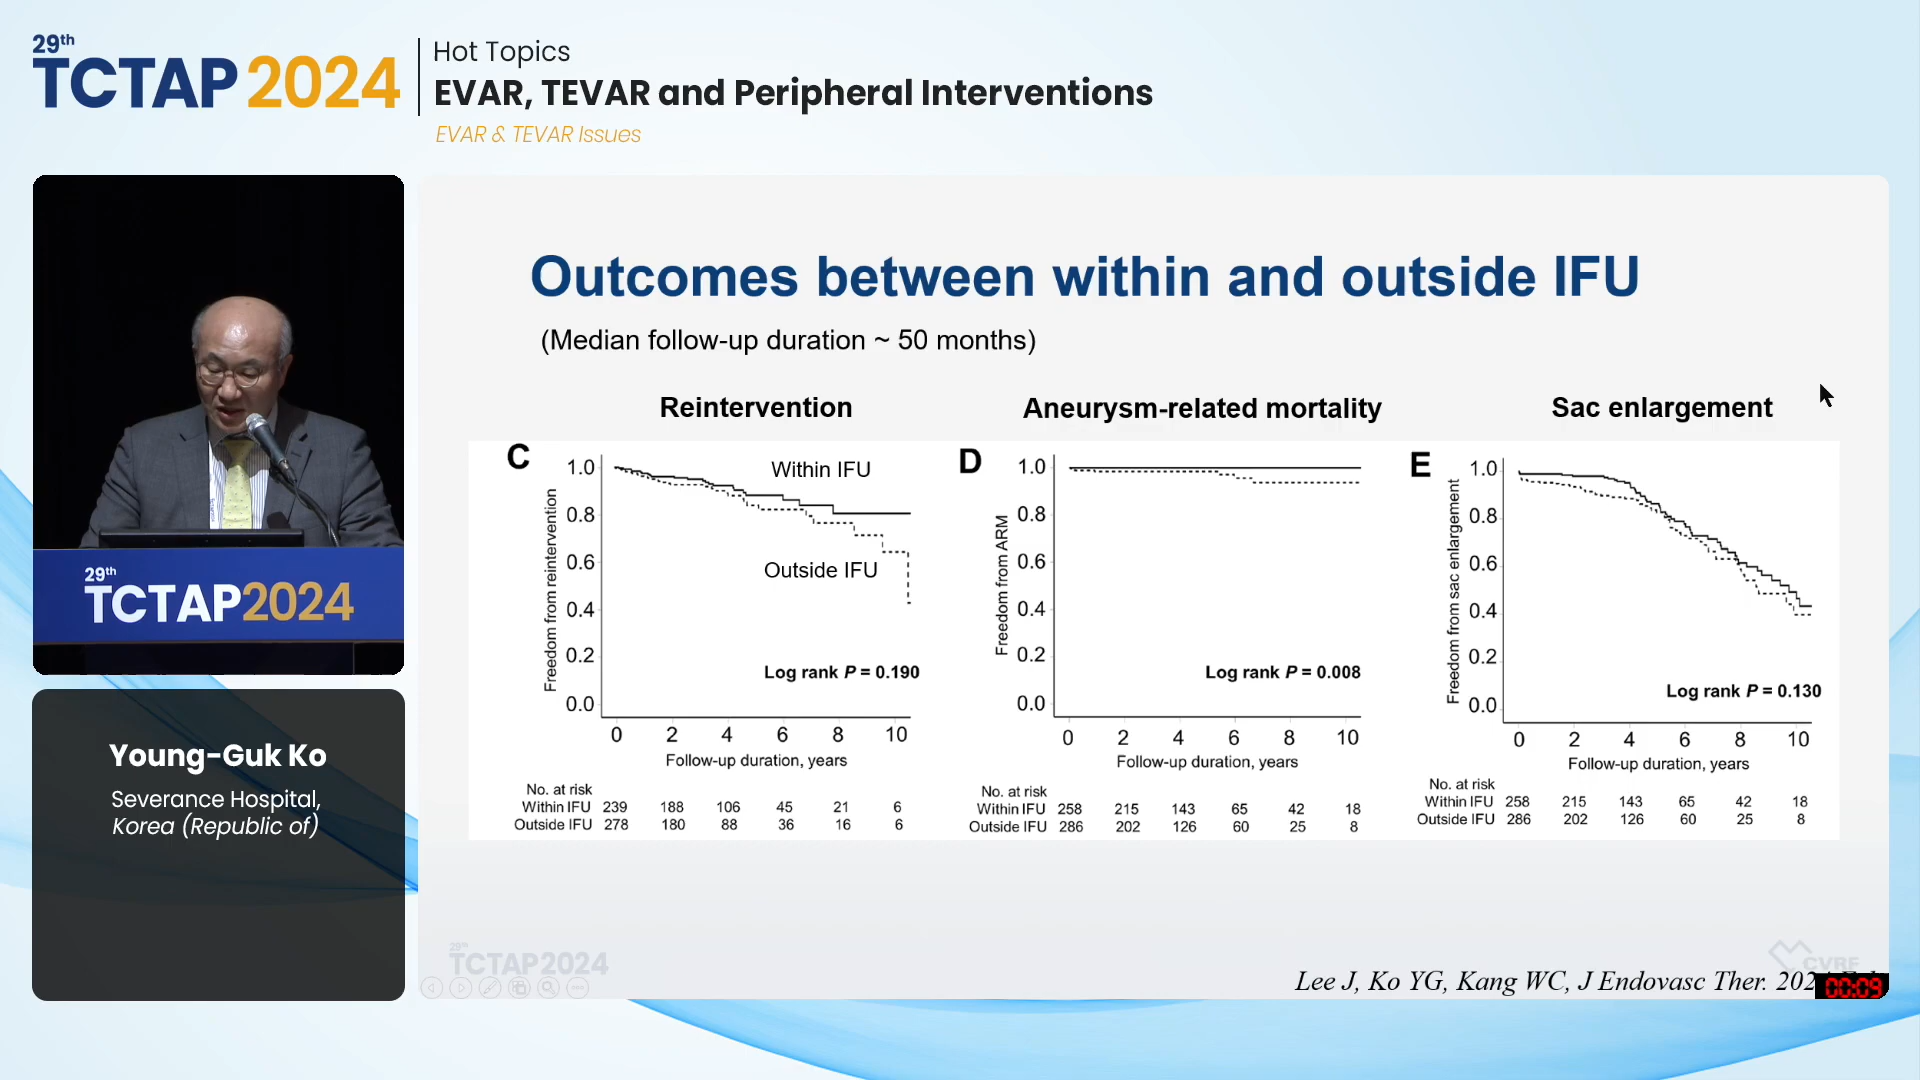 29th
TCTAP 2024
Hot Topics
EVAR, TEVAR and Peripheral Interventions
EVAR & TEVAR Issues
29th
TCTAP2024
Young-Guk Ko
Severance Hospital,
Korea (Republic of)
Outcomes between within and outside IFU
(Median follow-up duration ~ 50 months)
Reintervention
C
Freedom from reintervention
1.0
0.8
0.6
0.4
0.2
0.0
Within IFU
Outside IFU
Log rank P = 0.190
0 2 4 6 8 10
Follow-up duration, years
No. at risk
Within IFU 239 188 106 45 21 6
Outside IFU 278 180 88 36 16 6
Aneurysm-related mortality
D
Freedom from ARM
1.0
0.8
0.6
0.4
0.2
0.0
Log rank P = 0.008
0 2 4 6 8 10
Follow-up duration, years
No. at risk
Within IFU 258 215 143 65 42 18
Outside IFU 286 202 126 60 25 8
Sac enlargement
E
Freedom from sac enlargement
1.0
0.8
0.6
0.4
0.2
0.0
Log rank P = 0.130
0 2 4 6 8 10
Follow-up duration, years
No. at risk
Within IFU 258 215 143 65 42 18
Outside IFU 286 202 126 60 25 8
29th
TCTAP2024
CVRF
Lee J, Ko YG, Kang WC, J Endovasc Ther.
00:09